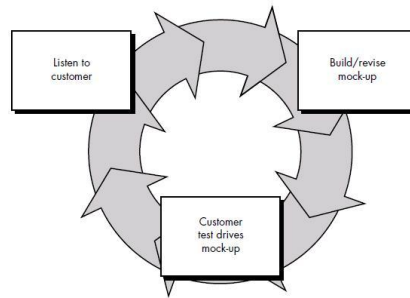 Listen to
customer
Build/revise
mock-up
Customer
test drives
mock-up